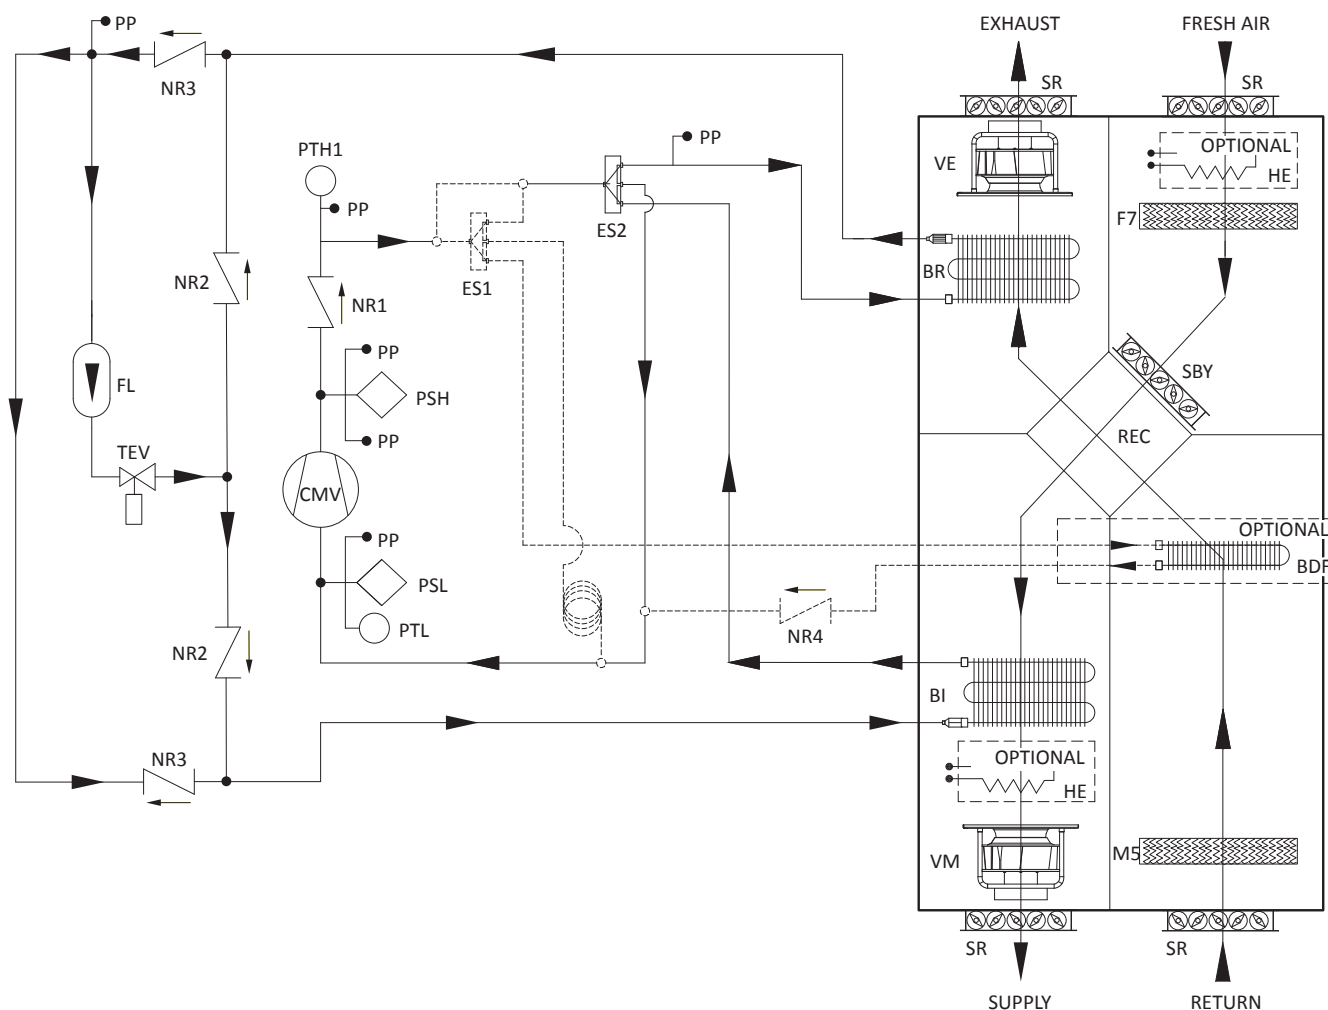 PP
EXHAUST
FRESH AIR
NR3
SR
SR
PTH1
PP
VE
OPTIONAL
HE
PP
ES2
F7
ES1
NR2
NR1
BR
PP
PSH
PP
FL
SBY
REC
TEV
CMV
PP
OPTIONAL
BDF
PSL
PTL
NR4
NR2
BI
NR3
OPTIONAL
HE
VM
M5
SR
SR
SUPPLY
RETURN